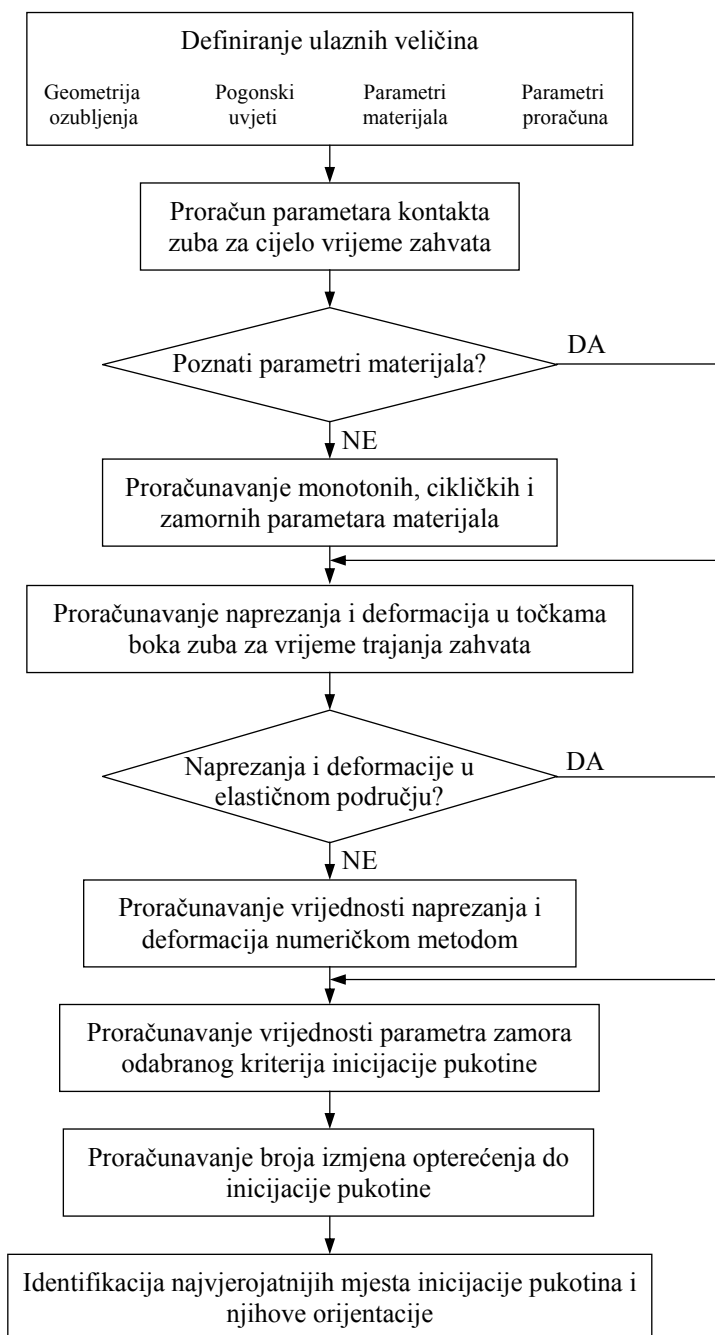 Definiranje ulaznih veličina
Geometrija ozubljenja
Pogonski uvjeti
Parametri materijala
Parametri proračuna
Proračun parametara kontakta
zuba za cijelo vrijeme zahvata
Poznati parametri materijala?
DA
NE
Proračunavanje monotonih, cikličkih i
zamornih parametara materijala
Proračunavanje naprezanja i deformacija u točkama
boka zuba za vrijeme trajanja zahvata
Naprezanja i deformacije u
elastičnom području?
DA
NE
Proračunavanje vrijednosti naprezanja i
deformacija numeričkom metodom
Proračunavanje vrijednosti parametra zamora
odabranog kriterija inicijacije pukotine
Proračunavanje broja izmjena opterećenja do
inicijacije pukotine
Identifikacija najvjerojatnijih mjesta inicijacije pukotina i
njihove orijentacije